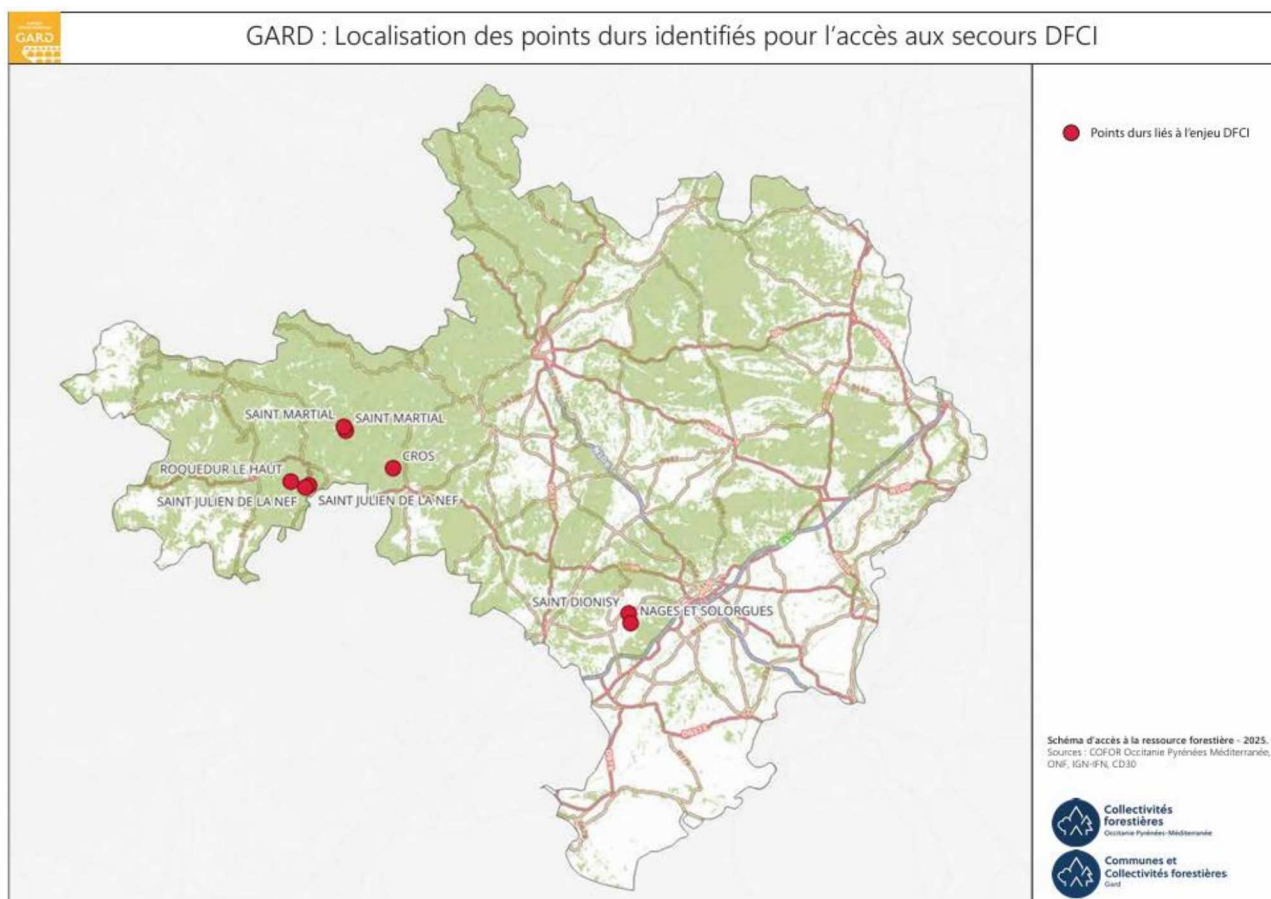 GARD
GARD : Localisation des points durs identifiés pour l'accès aux secours DFCI
Points durs liés à l'enjeu DFCI
SAINT MARTIAL
SAINT MARTIAL
CROS
ROQUEDUR LE HAUT
SAINT JULIEN DE LA NEF
SAINT JULIEN DE LA NEF
SAINT DIONISY
NAGES ET SOLORGUES
Schéma d'accès à la ressource forestière - 2025.
Sources : COFOR Occitanie Pyrénées Méditerranée,
ONF, IGN-IFN, CD30
Collectivités
forestières
Occitanie Pyrénées-Méditerranée
Communes et
Collectivités forestières
Gard